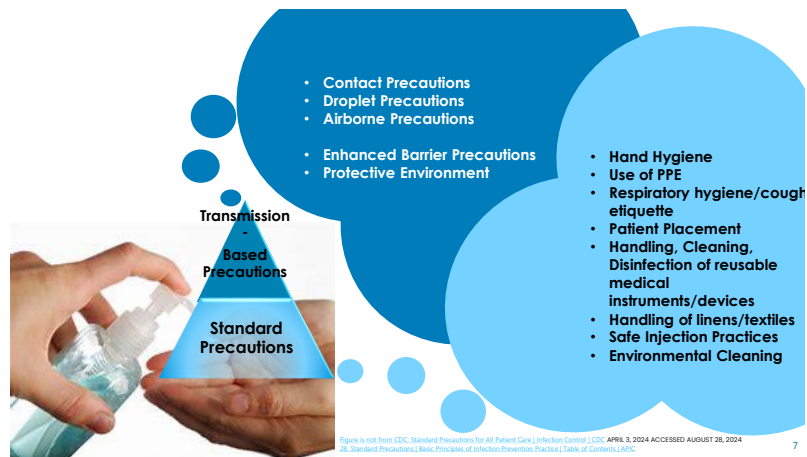 • Contact Precautions
• Droplet Precautions
• Airborne Precautions
• Enhanced Barrier Precautions
• Protective Environment
• Hand Hygiene
• Use of PPE
• Respiratory hygiene/cough
etiquette
• Patient Placement
• Handling, Cleaning,
Disinfection of reusable
medical
instruments/devices
• Handling of linens/textiles
• Safe Injection Practices
• Environmental Cleaning
Transmission
-
Based
Precautions
Standard
Precautions
Figure is not from CDC. Standard Precautions for All Patient Care | Infection Control | CDC APRIL 3, 2024 ACCESSED AUGUST 28, 2024
28. Standard Precautions | Basic Principles of Infection Prevention Practice | Table of Contents | APIC
7